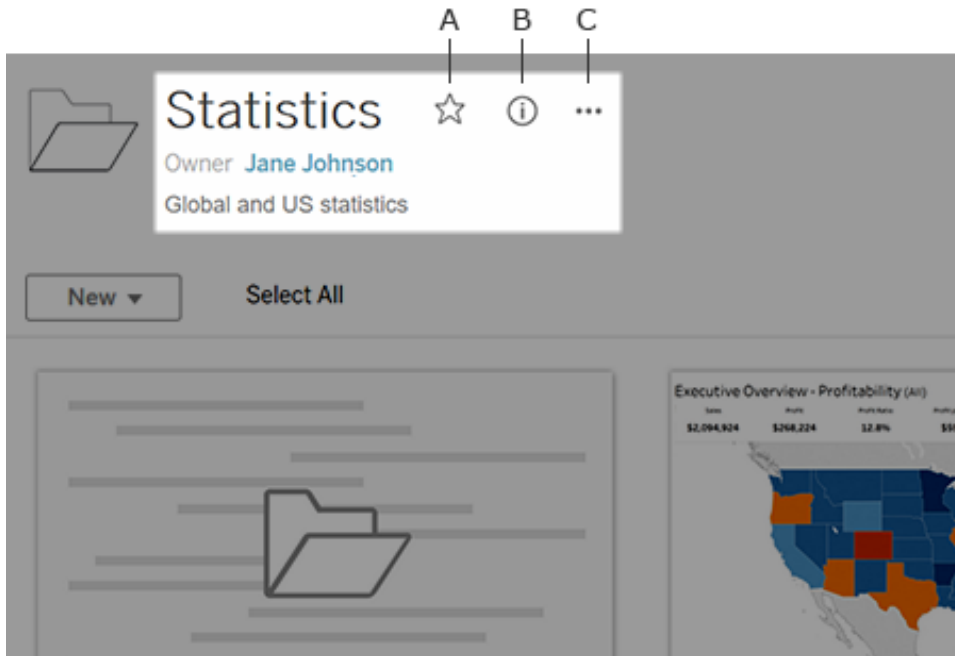 A B C
Statistics
Owner Jane Johnson
Global and US statistics
New Select All
Executive Overview - Profitability (All)
Sales Profit Profit Ratio
$2,094,924 $268,224 12.8%